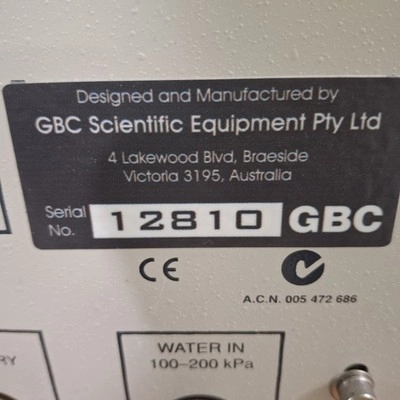 Designed and Manufactured by
GBC Scientific Equipment Pty Ltd
4 Lakewood Blvd, Braeside
Victoria 3195, Australia
Serial No. 12810 GBC
CE
A.C.N. 005 472 686
RY
WATER IN
100-200 kPa